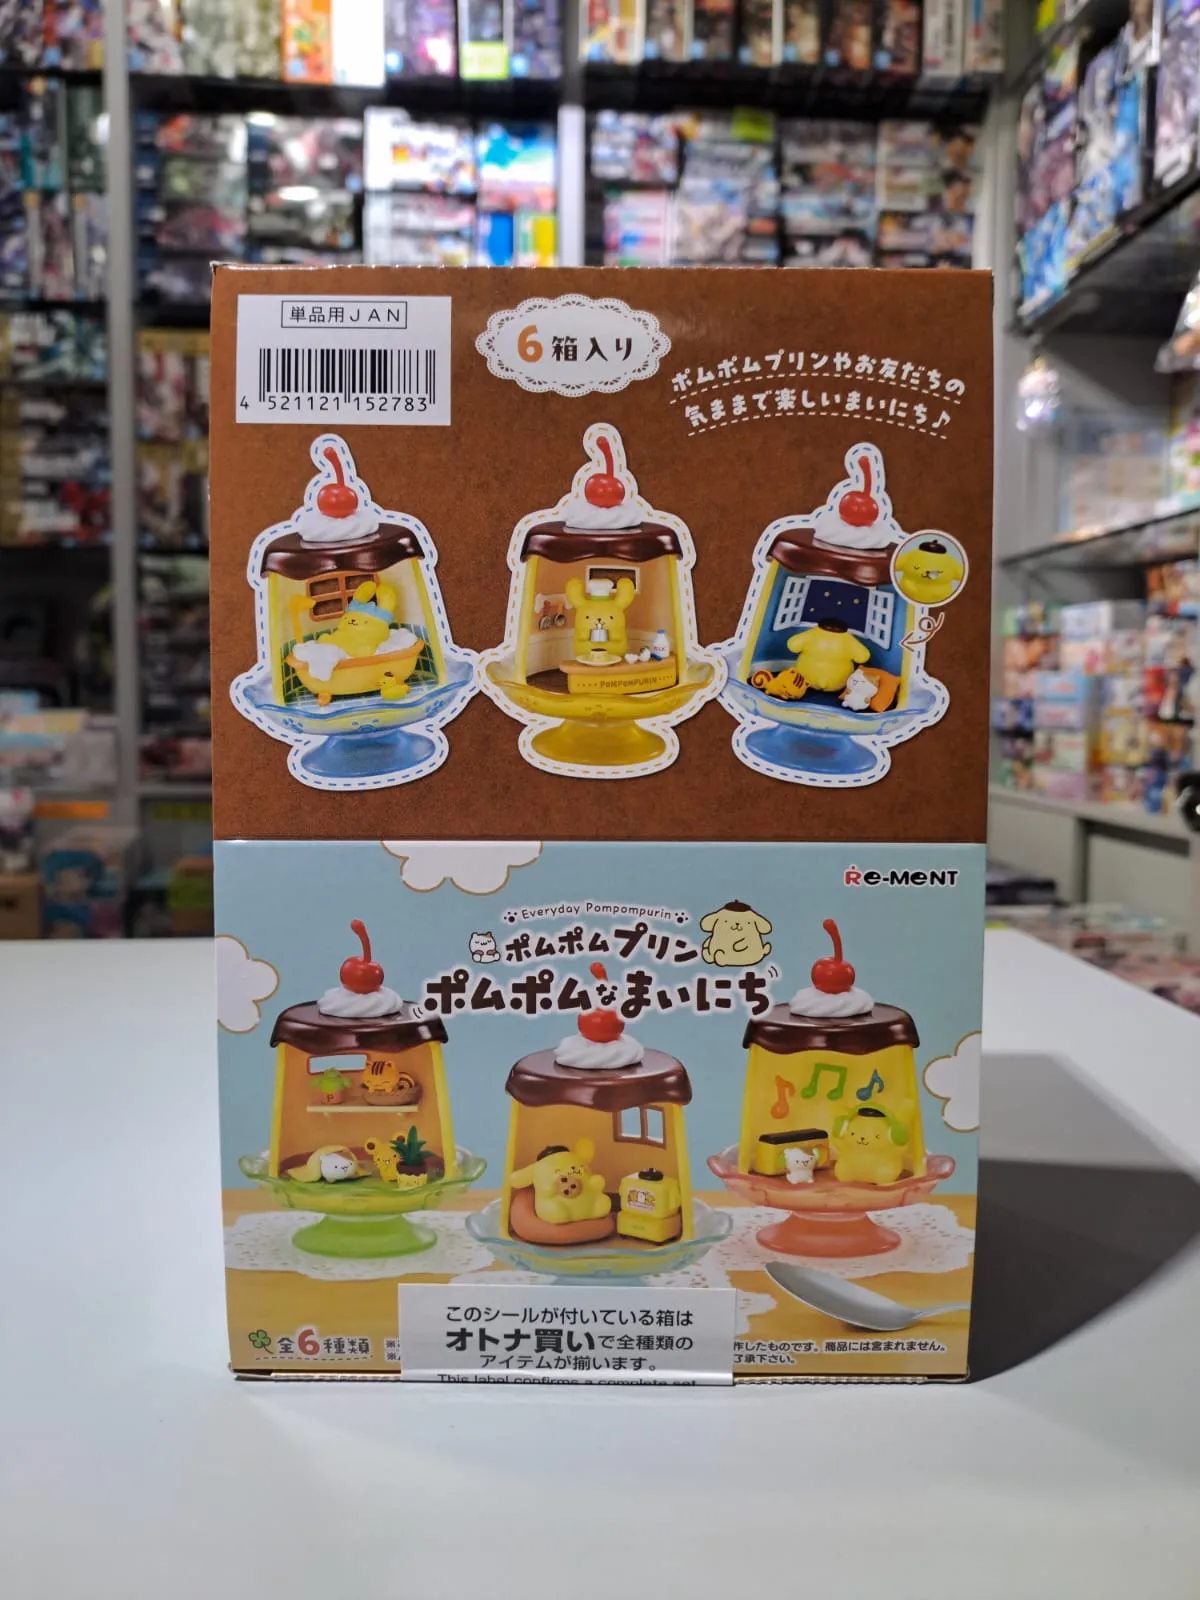 単品用JAN
4 521121 152783
6箱入り
ポムポムプリンやお友だちの
気ままで楽しいまいにち♪
MILK
POMPOMPURIN
Re-MeNT
Everyday Pompompurin
ポムポムプリン
ポムポムなまいにち
P
全6種類
このシールが付いている箱は
オトナ買いで全種類の
アイテムが揃います。
This label confirms a complete set
作したものです。商品には含まれません。
了承下さい。